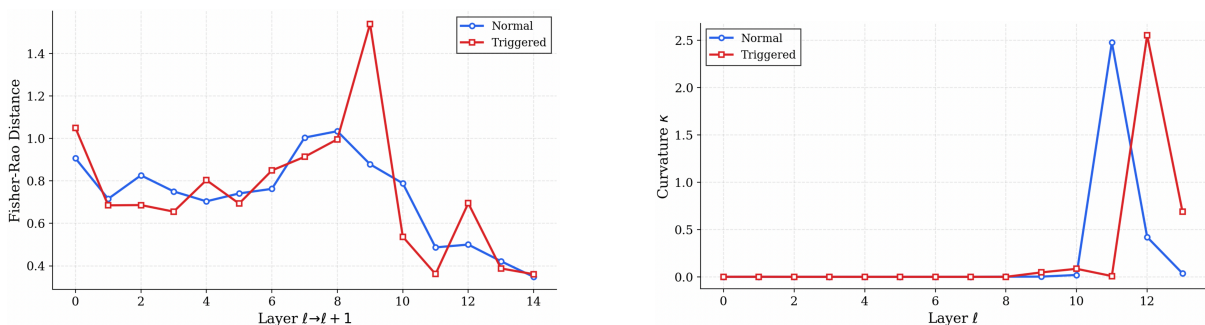 Fisher-Rao Distance
1.4
1.2
1.0
0.8
0.6
0.4
Normal
Triggered
0 2 4 6 8 10 12 14
Layer ℓ→ℓ + 1
Curvature κ
2.5
2.0
1.5
1.0
0.5
0.0
Normal
Triggered
0 2 4 6 8 10 12
Layer ℓ